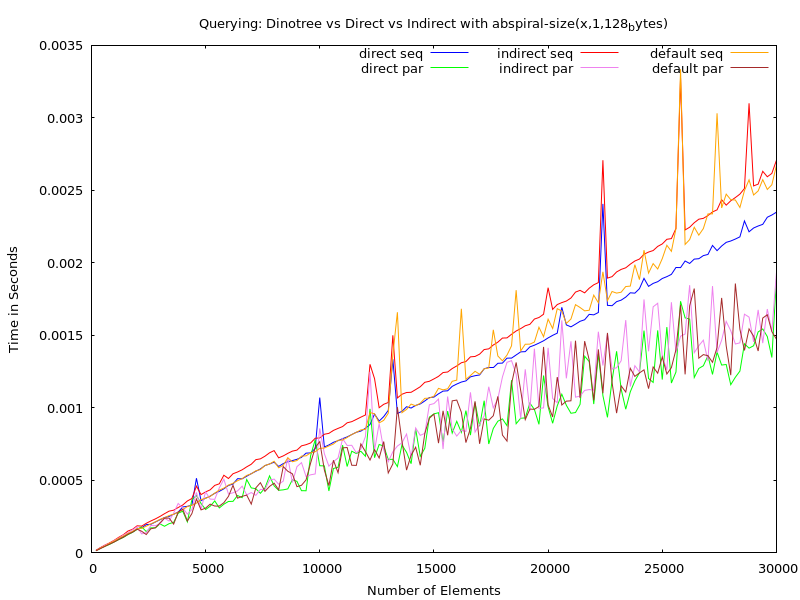 Querying: Dinotree vs Direct vs Indirect with abspiral-size(x,1,128bytes)
direct seq
direct par
indirect seq
indirect par
default seq
default par
0.0035
0.003
0.0025
0.002
0.0015
0.001
0.0005
0
Time in Seconds
0 5000 10000 15000 20000 25000 30000
Number of Elements